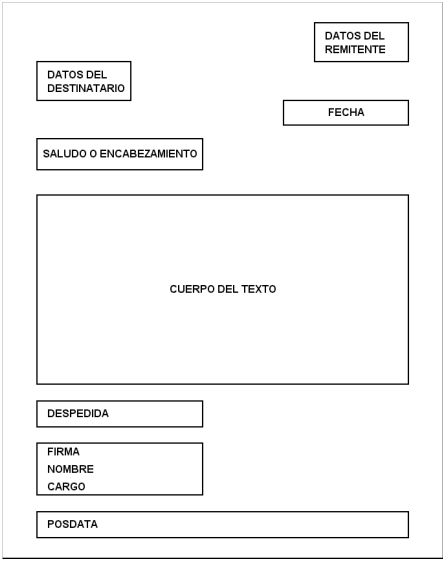 DATOS DEL
REMITENTE
DATOS DEL
DESTINATARIO
FECHA
SALUDO O ENCABEZAMIENTO
CUERPO DEL TEXTO
DESPEDIDA
FIRMA
NOMBRE
CARGO
POSDATA